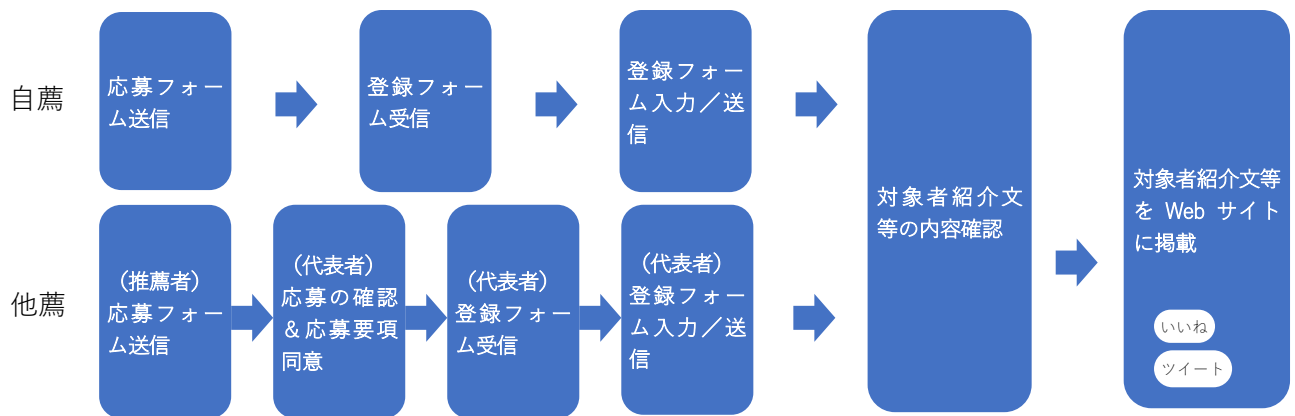 自薦
応募フォー
ム送信
登録フォー
ム受信
登録フォー
ム入力／送
信
対象者紹介文
等の内容確認
対象者紹介文等
を Web サイト
に掲載
いいね
ツイート
他薦
（推薦者）
応募フォー
ム送信
（代表者）
応募の確認
＆応募要項
同意
（代表者）
登録フォー
ム受信
（代表者）
登録フォー
ム入力／送
信